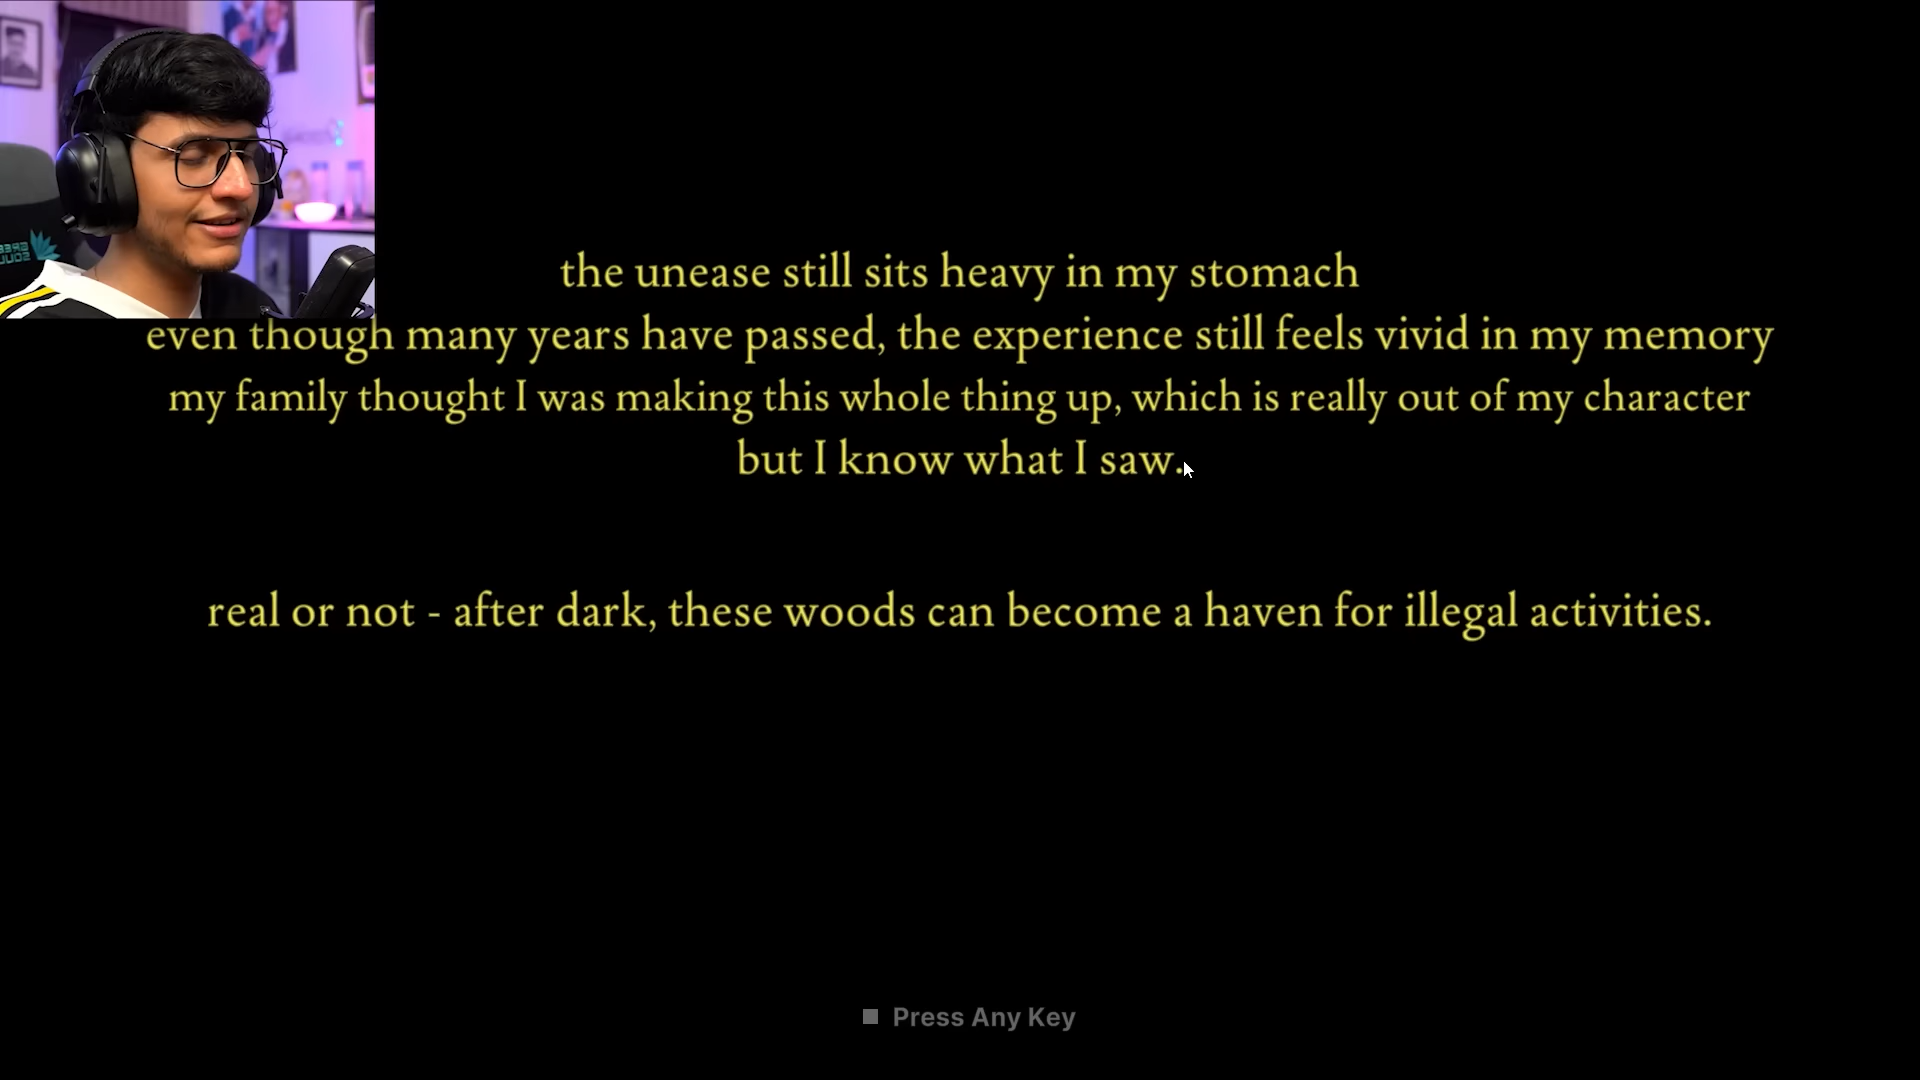 the unease still sits heavy in my stomach
even though many years have passed, the experience still feels vivid in my memory
my family thought I was making this whole thing up, which is really out of my character
but I know what I saw.
real or not - after dark, these woods can become a haven for illegal activities.
Press Any Key